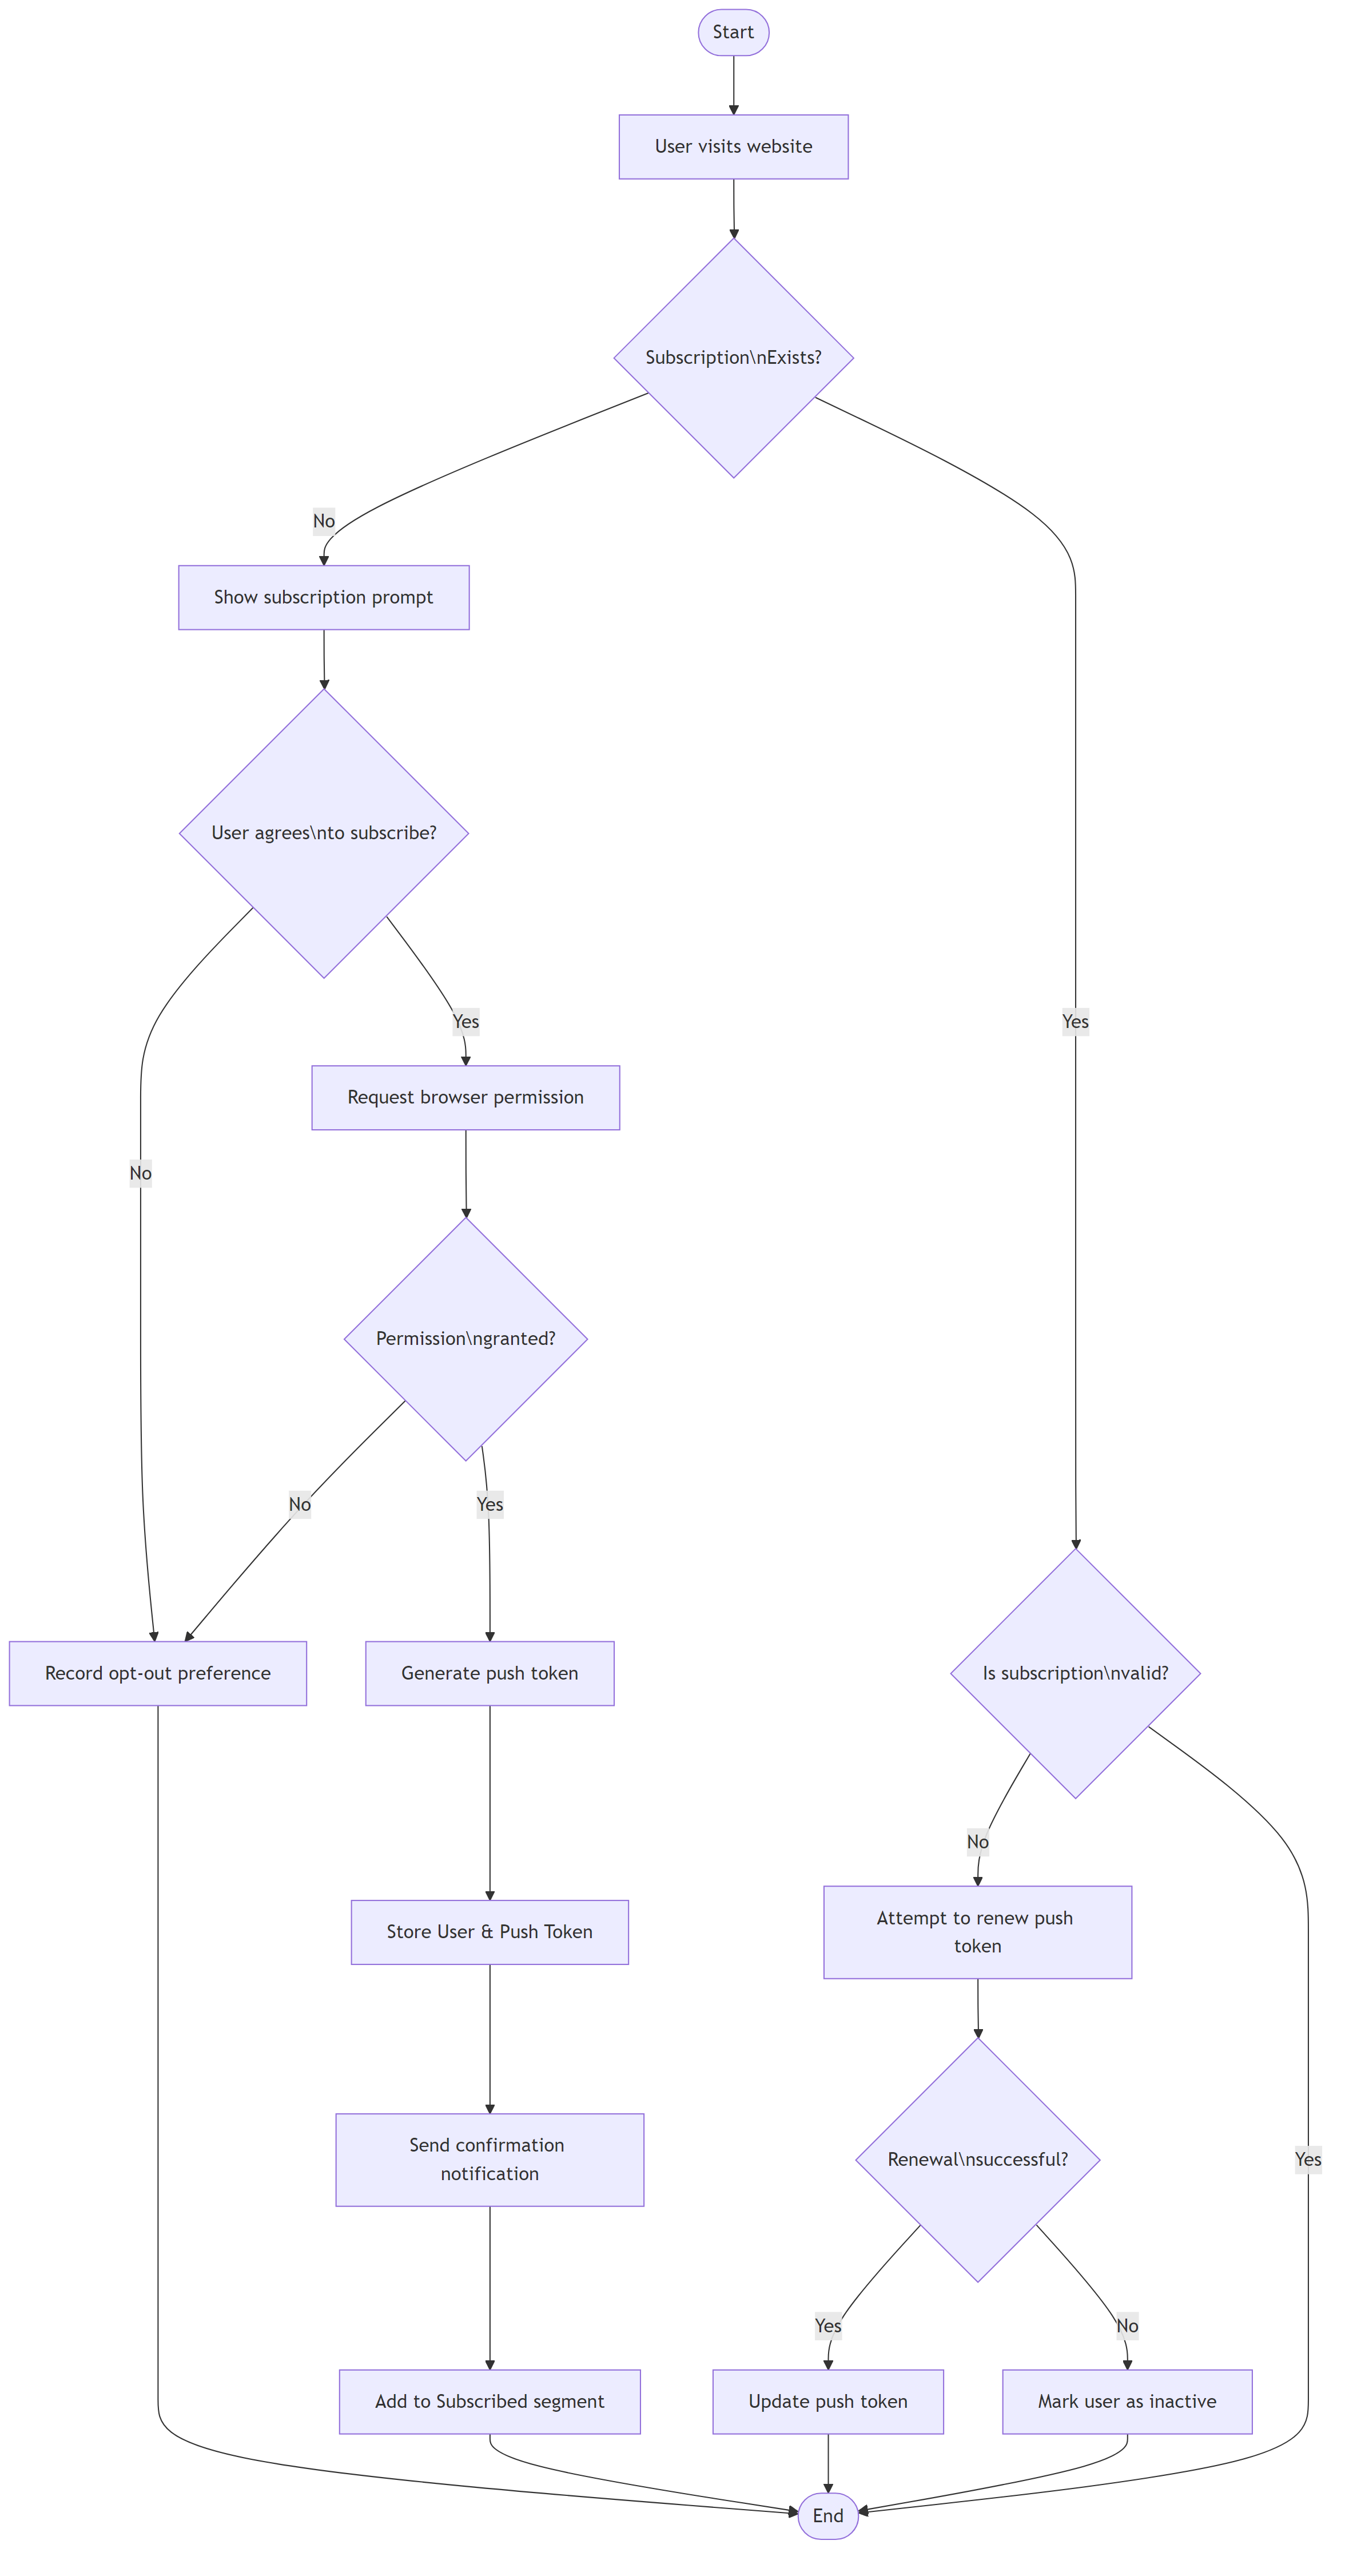 Start
User visits website
Subscription\nExists?
No
Show subscription prompt
User agrees\nto subscribe?
Yes
Yes
Request browser permission
No
Permission\ngranted?
No
Yes
Record opt-out preference
Generate push token
Is subscription\nvalid?
No
Attempt to renew push
token
Store User & Push Token
Send confirmation
notification
Renewal\nsuccessful?
Yes
Yes
No
Add to Subscribed segment
Update push token
Mark user as inactive
End